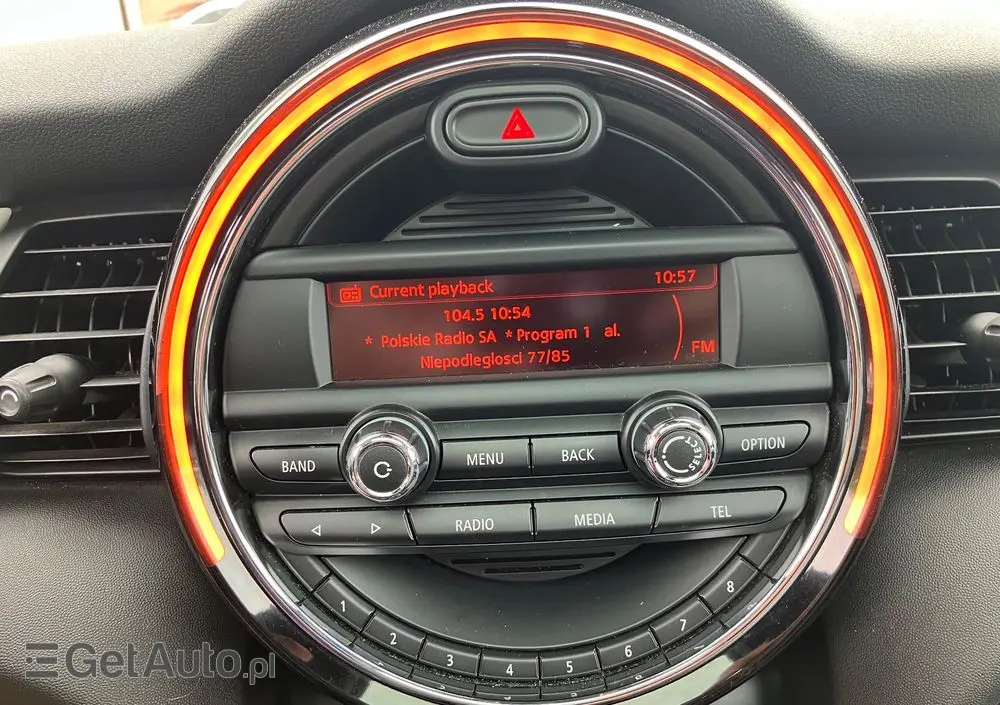 Current playback 10:57
104.5 10:54
* Polskie Radio SA * Program 1 al.
Niepodleglosci 77/85
FM
BAND MENU BACK SELECT OPTION
RADIO MEDIA TEL
1 2 3 4 5 6 7 8
GetAuto.pl